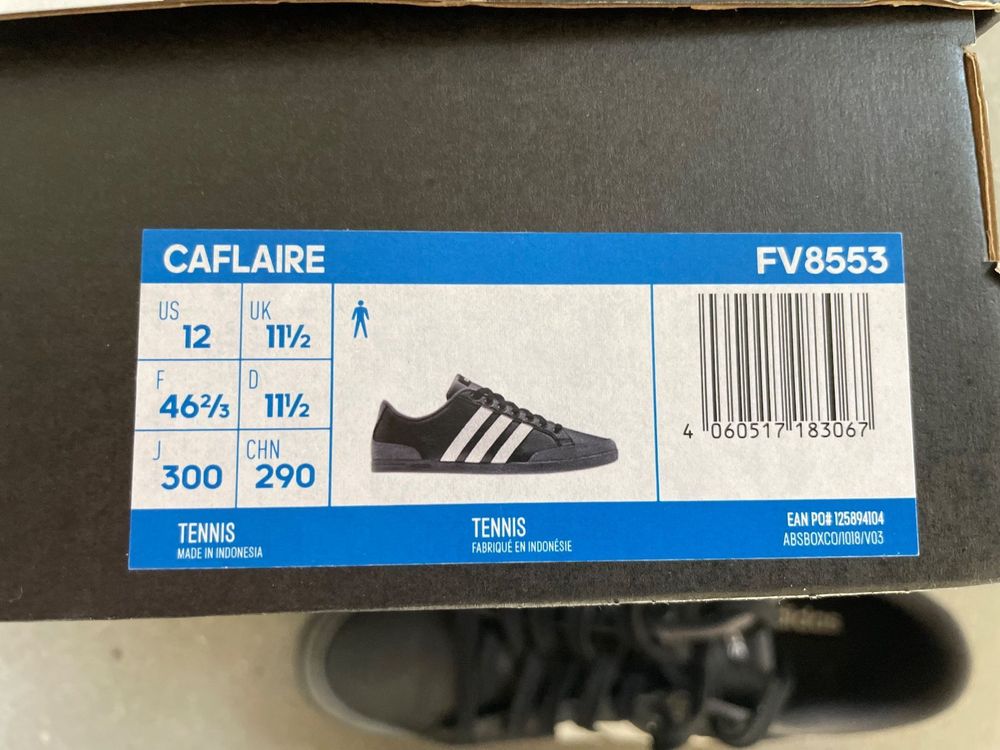 CAFLAIRE FV8553
US 12 UK 11½
F 46⅔ D 11½
J 300 CHN 290
4 060517 183067
TENNIS
MADE IN INDONESIA
TENNIS
FABRIQUÉ EN INDONÉSIE
EAN PO# 125894104
ABSBOXCO/1018/V03
adidas